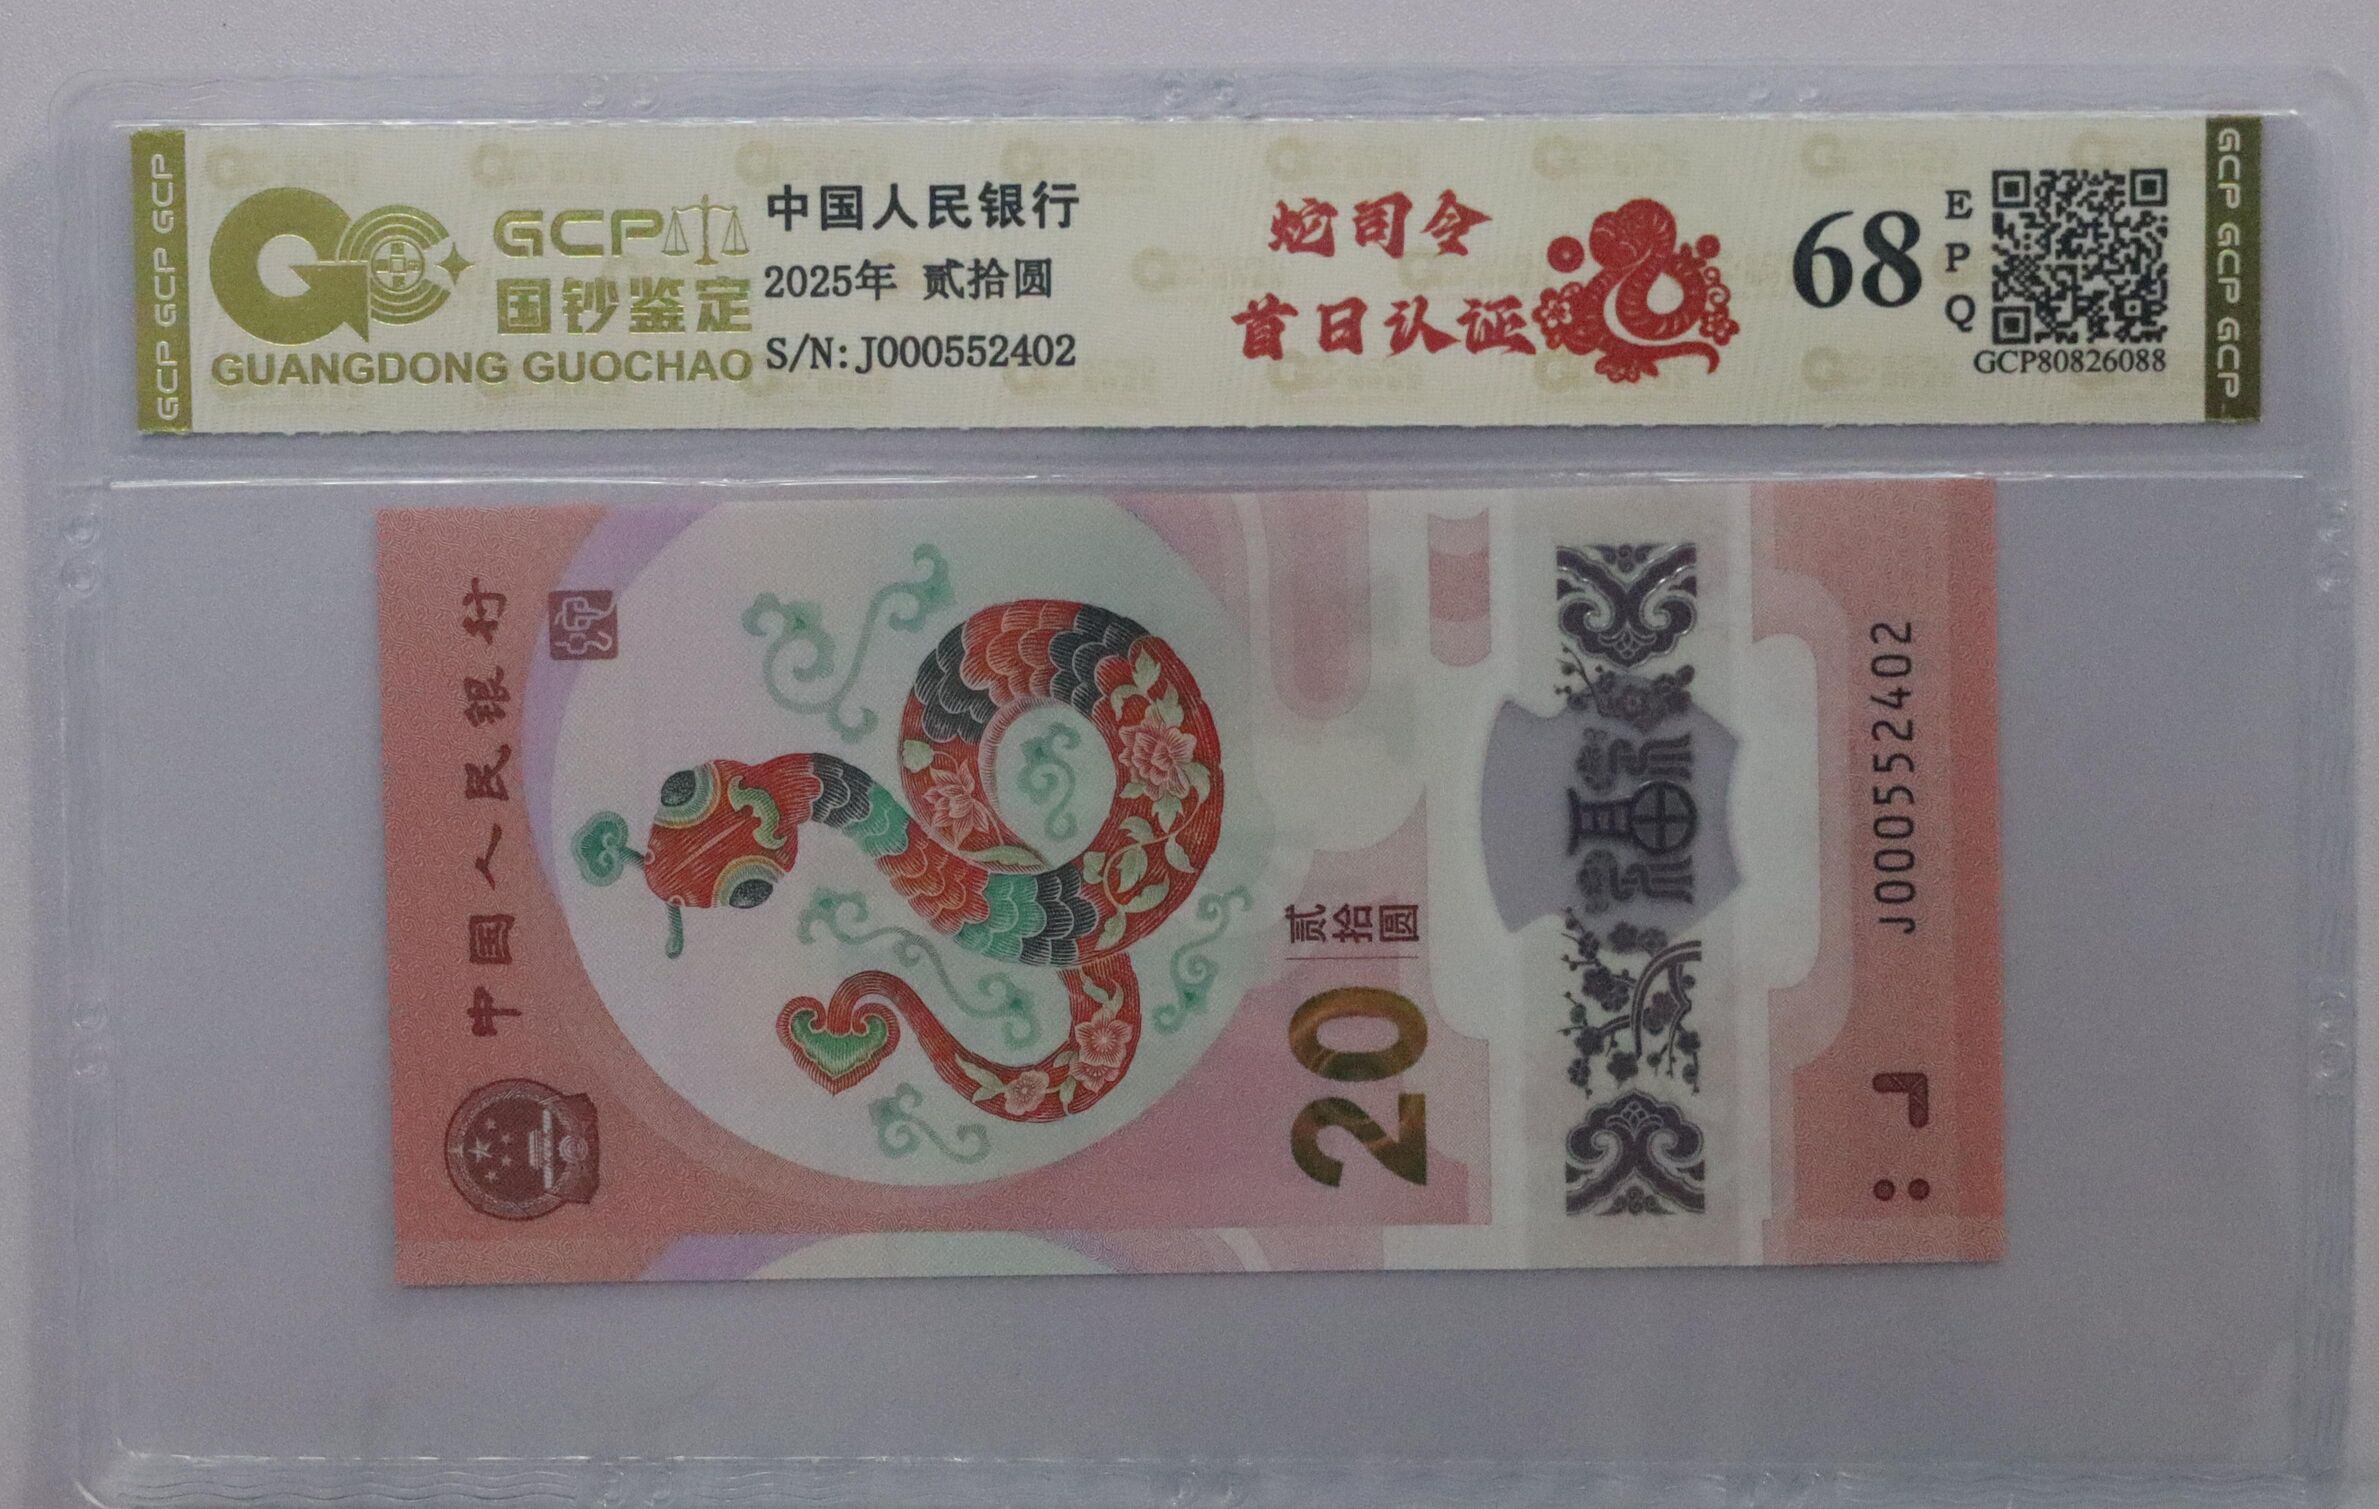 GCP GCP GCP
GCP
国钞鉴定
GUANGDONG GUOCHAO
中国人民银行
2025年 贰拾圆
S/N:J000552402
蛇司令
首日认证
68
EPQ
GCP80826088
GCP GCP GCP
中国人民银行
20
贰拾圆
J000552402